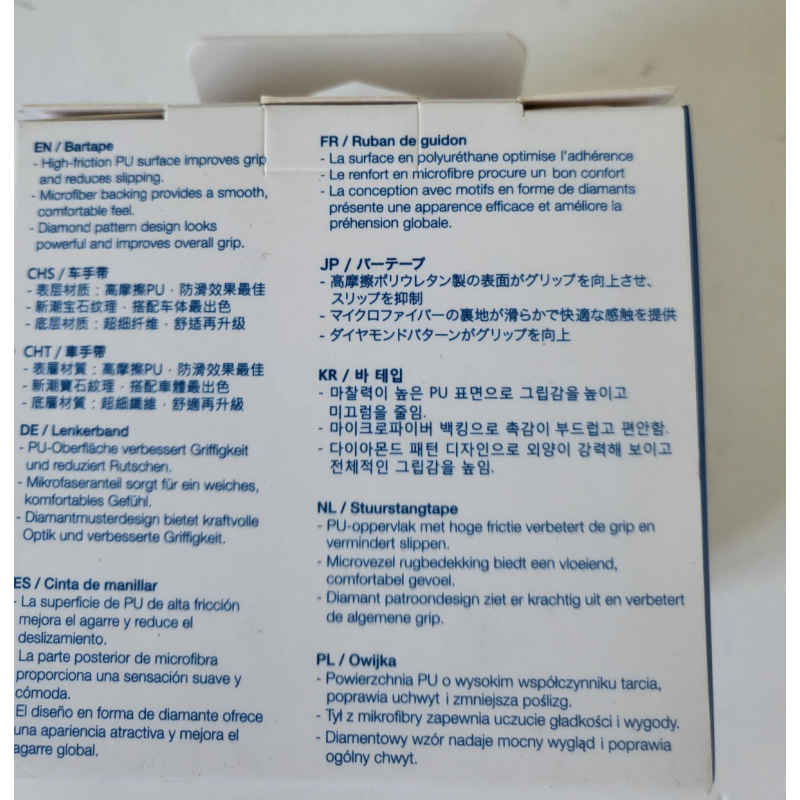 EN / Bartape
- High-friction PU surface improves grip
and reduces slipping.
- Microfiber backing provides a smooth,
comfortable feel.
- Diamond pattern design looks
powerful and improves overall grip.
CHS / 车手带
- 表层材质：高摩擦PU，防滑效果最佳
- 新潮宝石纹理，搭配车体最出色
- 底层材质：超细纤维，舒适再升级
CHT / 車手帶
- 表層材質：高摩擦PU，防滑效果最佳
- 新潮寶石紋理，搭配車體最出色
- 底層材質：超細纖維，舒適再升級
DE / Lenkerband
- PU-Oberfläche verbessert Griffigkeit
und reduziert Rutschen.
- Mikrofaseranteil sorgt für ein weiches,
komfortables Gefühl.
- Diamantmusterdesign bietet kraftvolle
Optik und verbesserte Griffigkeit.
ES / Cinta de manillar
- La superficie de PU de alta fricción
mejora el agarre y reduce el
deslizamiento.
La parte posterior de microfibra
proporciona una sensación suave y
cómoda.
El diseño en forma de diamante ofrece
una apariencia atractiva y mejora el
agarre global.
FR / Ruban de guidon
- La surface en polyuréthane optimise l'adhérence
- Le renfort en microfibre procure un bon confort
- La conception avec motifs en forme de diamants
présente une apparence efficace et améliore la
préhension globale.
JP / バーテープ
- 高摩擦ポリウレタン製の表面がグリップを向上させ、
スリップを抑制
- マイクロファイバーの裏地が滑らかで快適な感触を提供
- ダイヤモンドパターンがグリップを向上
KR / 바 테입
- 마찰력이 높은 PU 표면으로 그립감을 높이고
미끄럼을 줄임.
- 마이크로파이버 백킹으로 촉감이 부드럽고 편안함.
- 다이아몬드 패턴 디자인으로 외양이 강력해 보이고
전체적인 그립감을 높임.
NL / Stuurstangtape
- PU-oppervlak met hoge frictie verbetert de grip en
vermindert slippen.
- Microvezel rugbedekking biedt een vloeiend,
comfortabel gevoel.
- Diamant patroondesign ziet er krachtig uit en verbetert
de algemene grip.
PL / Owijka
- Powierzchnia PU o wysokim współczynniku tarcia,
poprawia uchwyt i zmniejsza poślizg.
- Tył z mikrofibry zapewnia uczucie gładkości i wygody.
- Diamentowy wzór nadaje mocny wygląd i poprawia
ogólny chwyt.